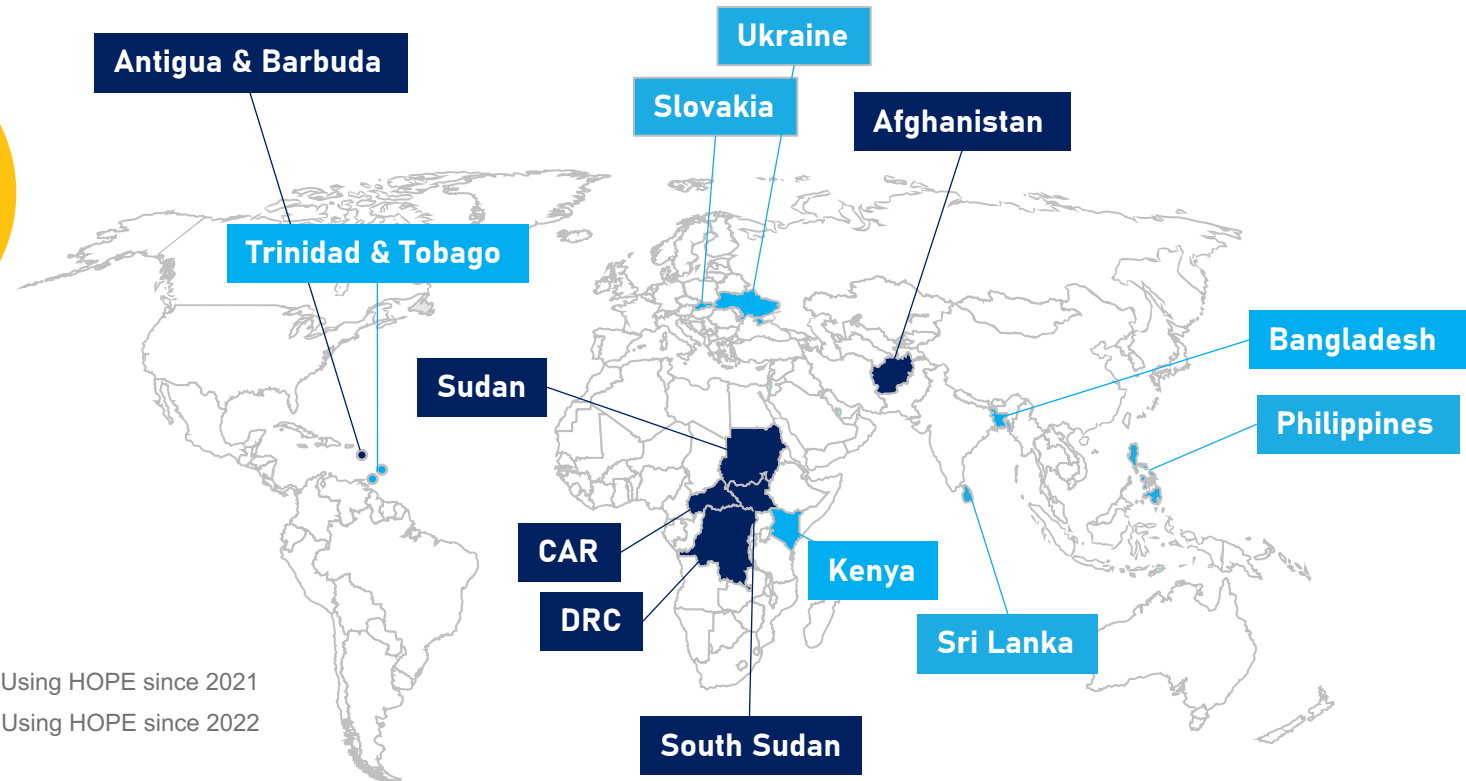 Ukraine
Antigua & Barbuda
Slovakia
Afghanistan
Trinidad & Tobago
Bangladesh
Sudan
Philippines
CAR
Kenya
DRC
Sri Lanka
Using HOPE since 2021
Using HOPE since 2022
South Sudan